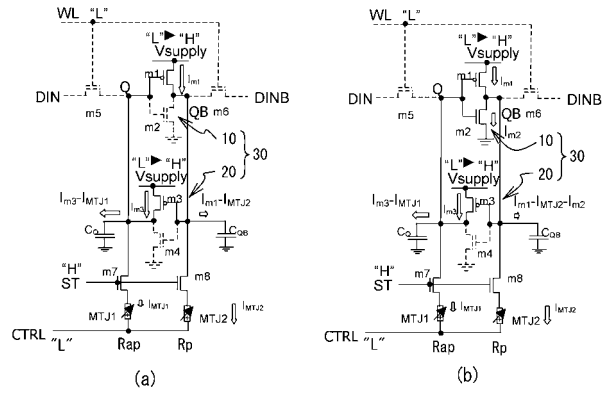 WL "L"
"L" ▶ "H"
Vsupply
m1
Im1
DIN
Q
DINB
m5
m2
QB
m6
10
20
30
"L" ▶ "H"
Vsupply
Im3-IMTJ1
Im3
m3
Im1-IMTJ2
CQ
m4
CQB
"H"
ST
m7
m8
MTJ1
IMTJ1
MTJ2
IMTJ2
CTRL "L"
Rap
Rp
(a)
WL "L"
"L" ▶ "H"
Vsupply
m1
Im1
DIN
Q
DINB
m5
m2
QB
m6
Im2
10
20
30
"L" ▶ "H"
Vsupply
Im3-IMTJ1
Im3
m3
Im1-IMTJ2-Im2
CQ
m4
CQB
"H"
ST
m7
m8
MTJ1
IMTJ1
MTJ2
IMTJ2
CTRL "L"
Rap
Rp
(b)